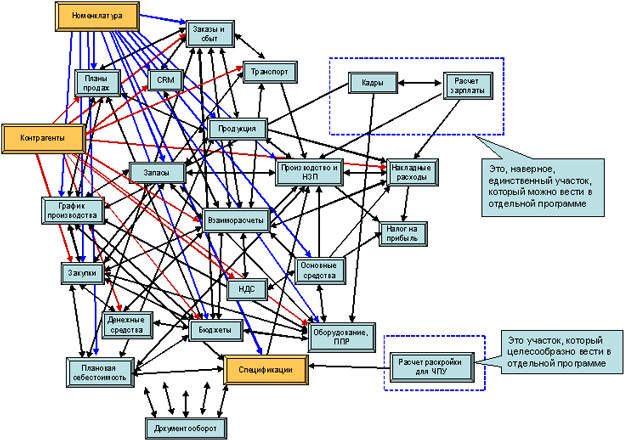 Номенклатура
Заказы и
сбыт
Планы
продах
CRM
Транспорт
Кадры
Расчет
зарплаты
Контрагенты
Продукция
Запасы
Производство и
НЗП
Накладные
расходы
Это, наверное,
единственный участок,
который можно вести в
отдельной программе
График
производства
Взаиморасчеты
Налог на
прибыль
Закупки
НДС
Основные
средства
Денежные
средства
Бюджеты
Оборудование,
ППР
Плановая
себестоимость
Спецификации
Расчет раскройки
для ЧПУ
Это участок, который
целесообразно вести в
отдельной программе
Документооборот